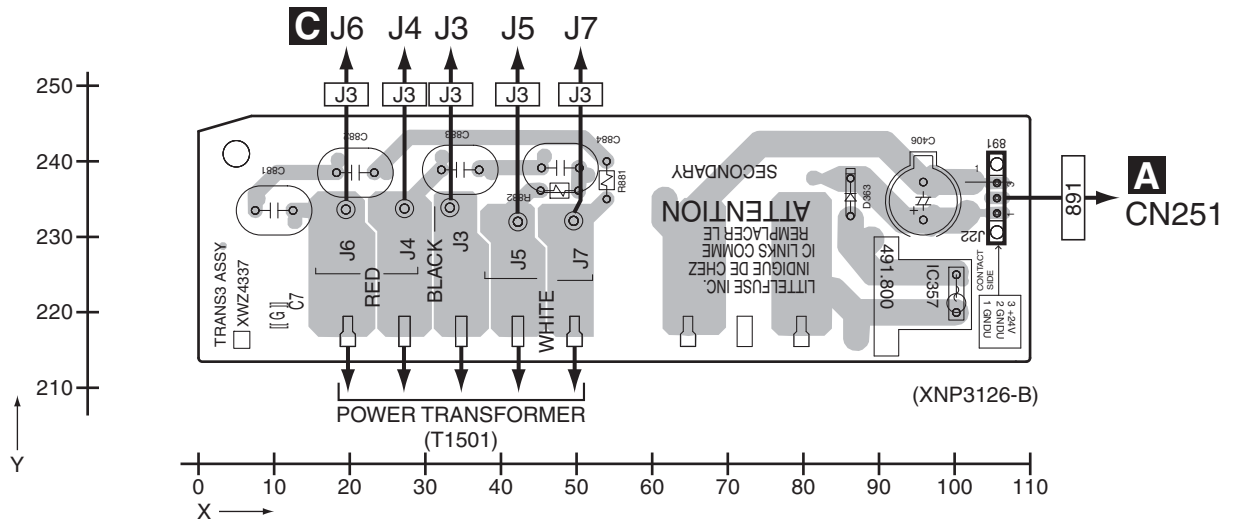 C J6 J4 J3 J5 J7
J3 J3 J3 J3 J3
250
240
230
220
210
Y
C881
C882
C883
C884
R882
R881
J6
J4
J3
J5
J7
RED
BLACK
WHITE
TRANS3 ASSY
XWZ4337
[[G]]
C7
SECONDARY
ATTENTION
REMPLACER LE
IC LINKS COMME
INDIGUE DE CHEZ
LITTELFUSE INC.
D363
C406
+
491.800
IC357
891
1
3
J22
CONTACT
SIDE
3 +24V
2 GNDU
1 GNDU
891
A
CN251
POWER TRANSFORMER
(T1501)
(XNP3126-B)
0 10 20 30 40 50 60 70 80 90 100 110
X